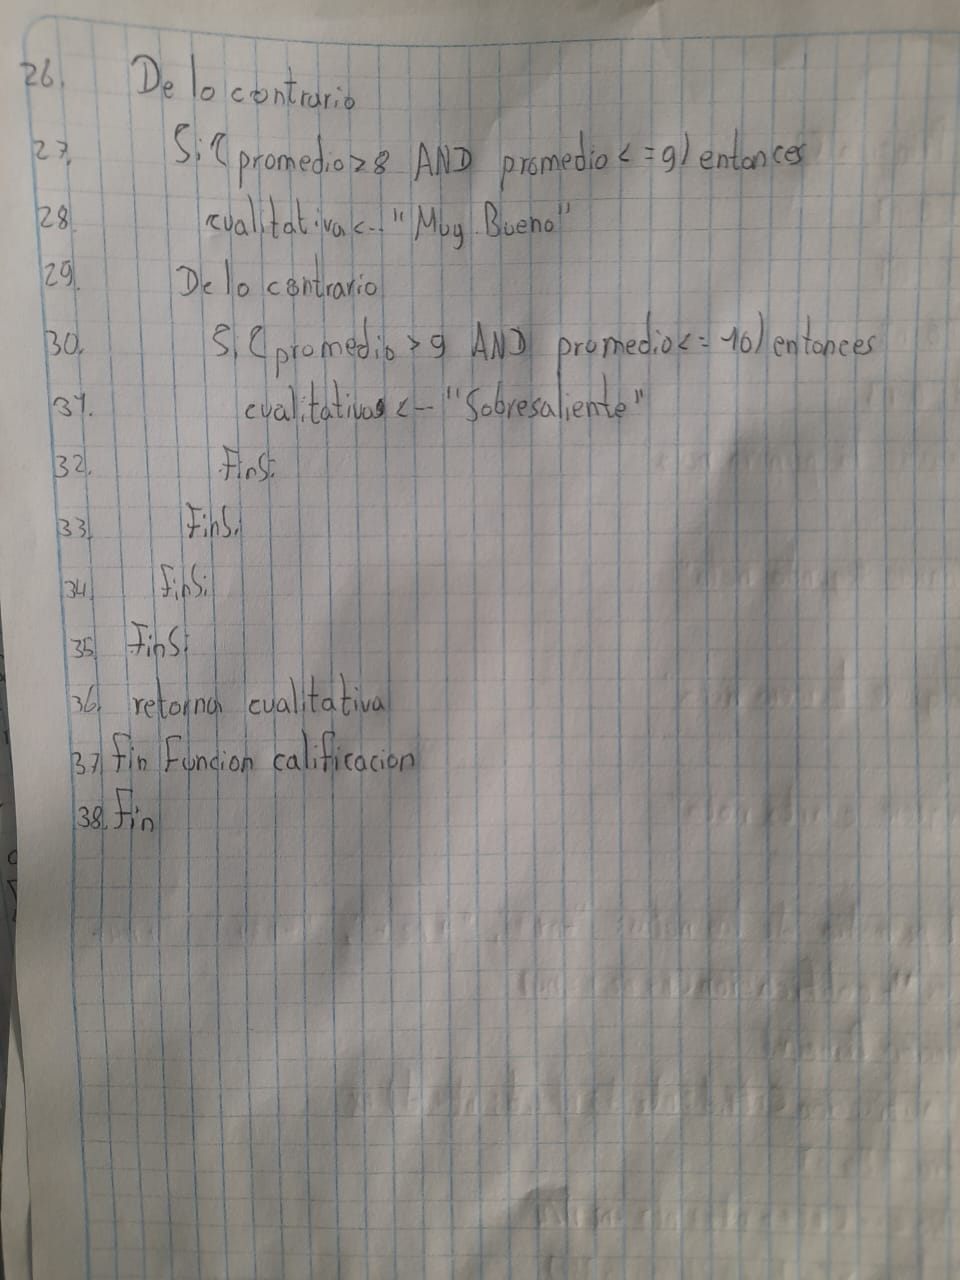 26. De lo contrario
27. Si (promedio > 8 AND promedio < = 9) entonces
28. cualitativa <-- "Muy Bueno"
29. De lo contrario
30. Si (promedio > 9 AND promedio < = 10) entonces
31. cualitativa <-- "Sobresaliente"
32. FinSi
33. FinSi
34. FinSi
35. FinSi
36. retorna cualitativa
37. Fin Funcion calificacion
38. Fin